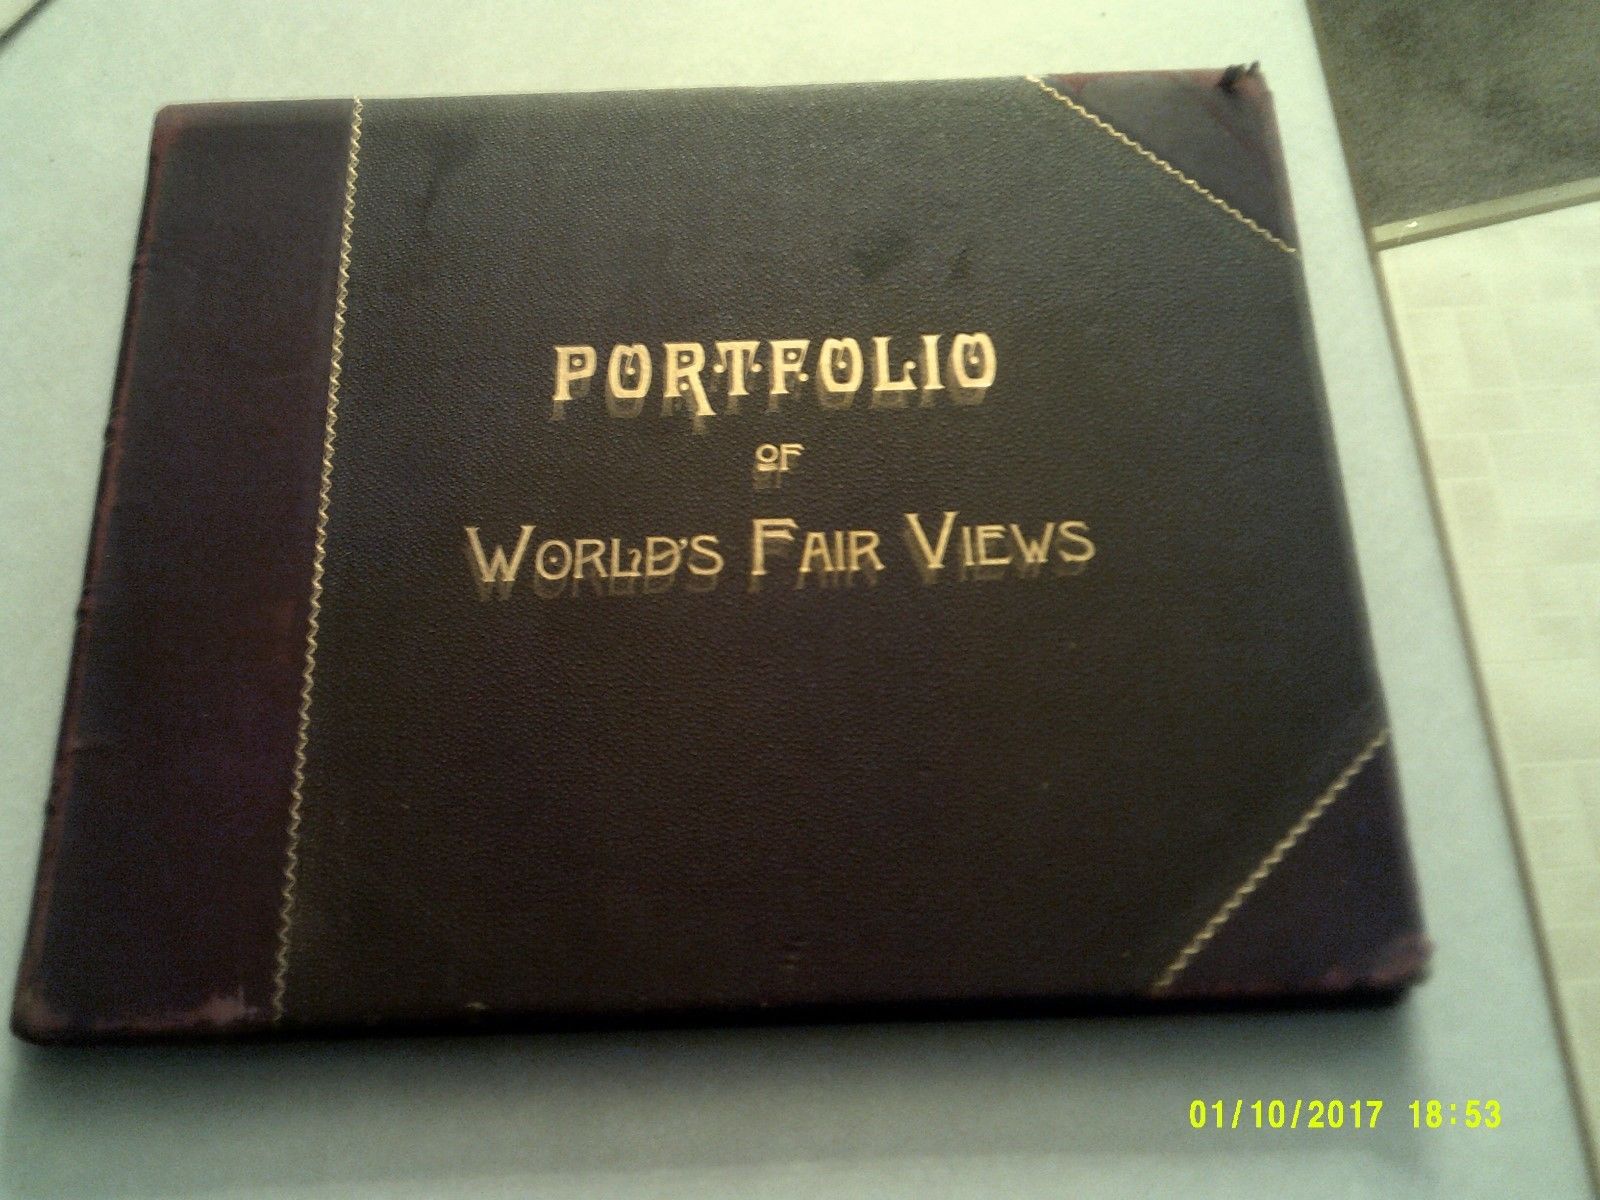 PORTFOLIO
OF
WORLD'S FAIR VIEWS
01/10/2017 18:53